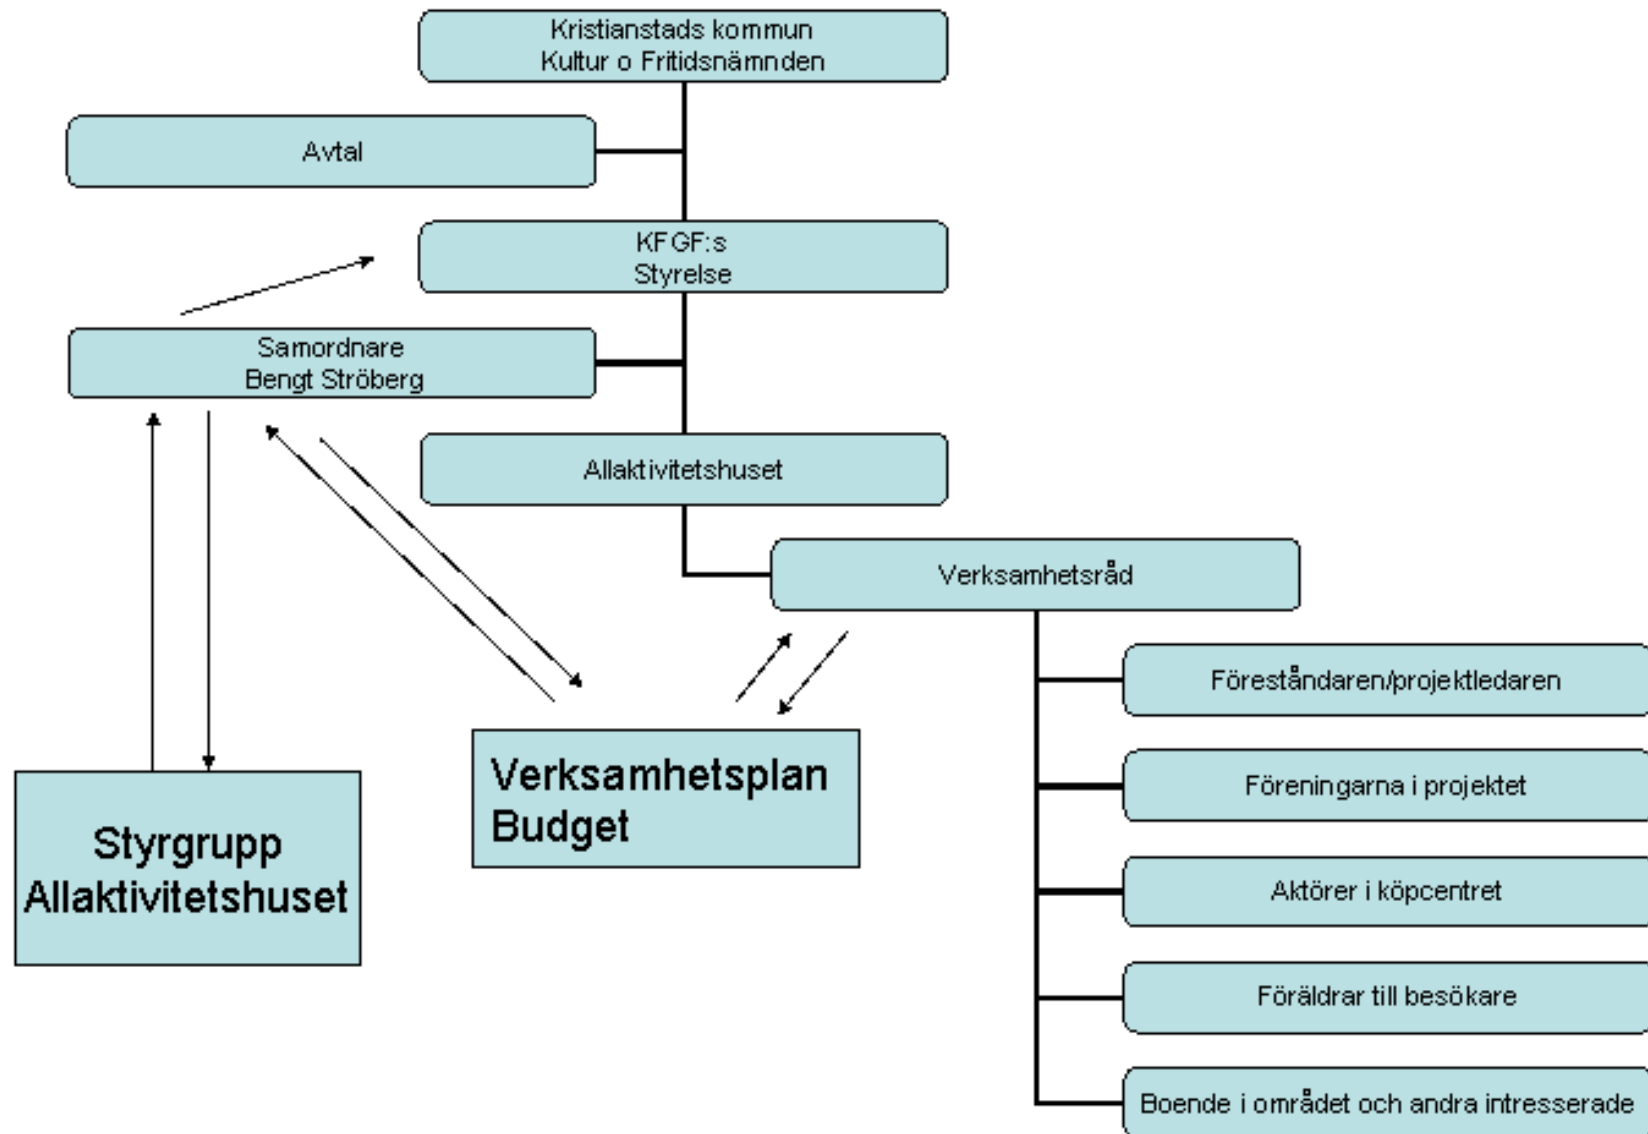 Kristianstads kommun
Kultur o Fritidsnämnden
Avtal
KFGF:s
Styrelse
Samordnare
Bengt Ströberg
Allaktivitetshuset
Verksamhetsråd
Föreståndaren/projektledaren
Verksamhetsplan
Budget
Föreningarna i projektet
Styrgrupp
Allaktivitetshuset
Aktörer i köpcentret
Föräldrar till besökare
Boende i området och andra intresserade